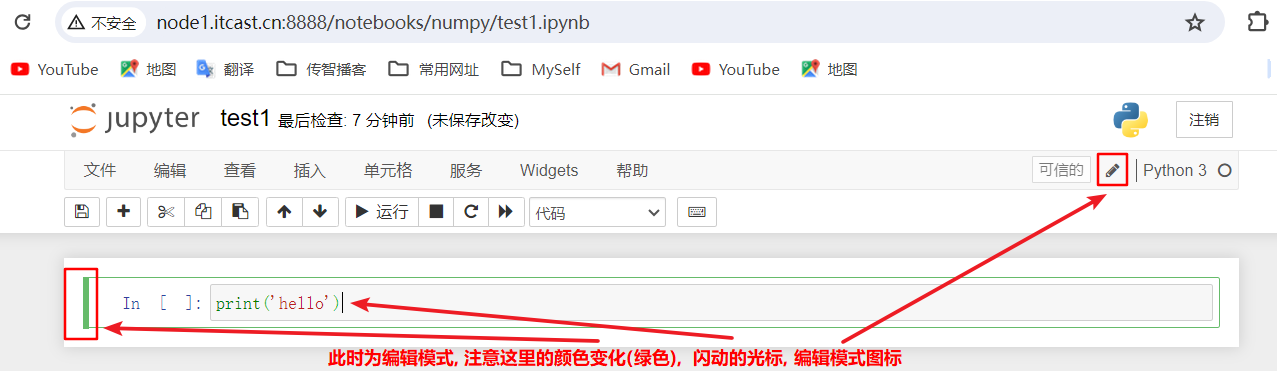 不安全 node1.itcast.cn:8888/notebooks/numpy/test1.ipynb
YouTube 地图 翻译 传智播客 常用网址 MySelf Gmail YouTube 地图
jupyter test1 最后检查: 7 分钟前 (未保存改变) 注销
文件 编辑 查看 插入 单元格 服务 Widgets 帮助 可信的 Python 3
运行 代码
In [ ]: print('hello')
此时为编辑模式, 注意这里的颜色变化(绿色), 闪动的光标, 编辑模式图标